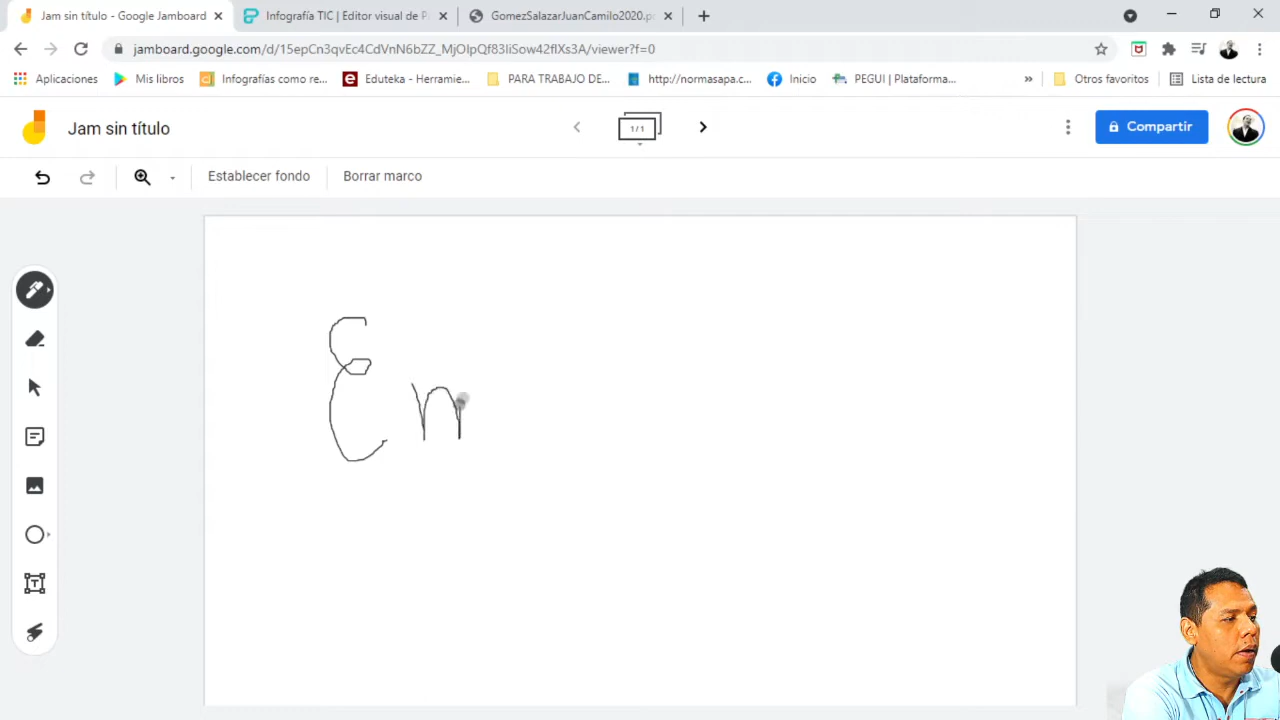 Jam sin título - Google Jamboard
Infografía TIC | Editor visual de Pi
GomezSalazarJuanCamilo2020.p
jamboard.google.com/d/15epCn3qvEc4CdVnN6bZZ_MjOlpQf83liSow42flXs3A/viewer?f=0
Aplicaciones
Mis libros
Infografías como re...
Eduteka - Herramie...
PARA TRABAJO DE...
http://normasapa.c...
Inicio
PEGUI | Plataforma...
»
Otros favoritos
Lista de lectura
Jam sin título
1/1
Compartir
Establecer fondo
Borrar marco
En